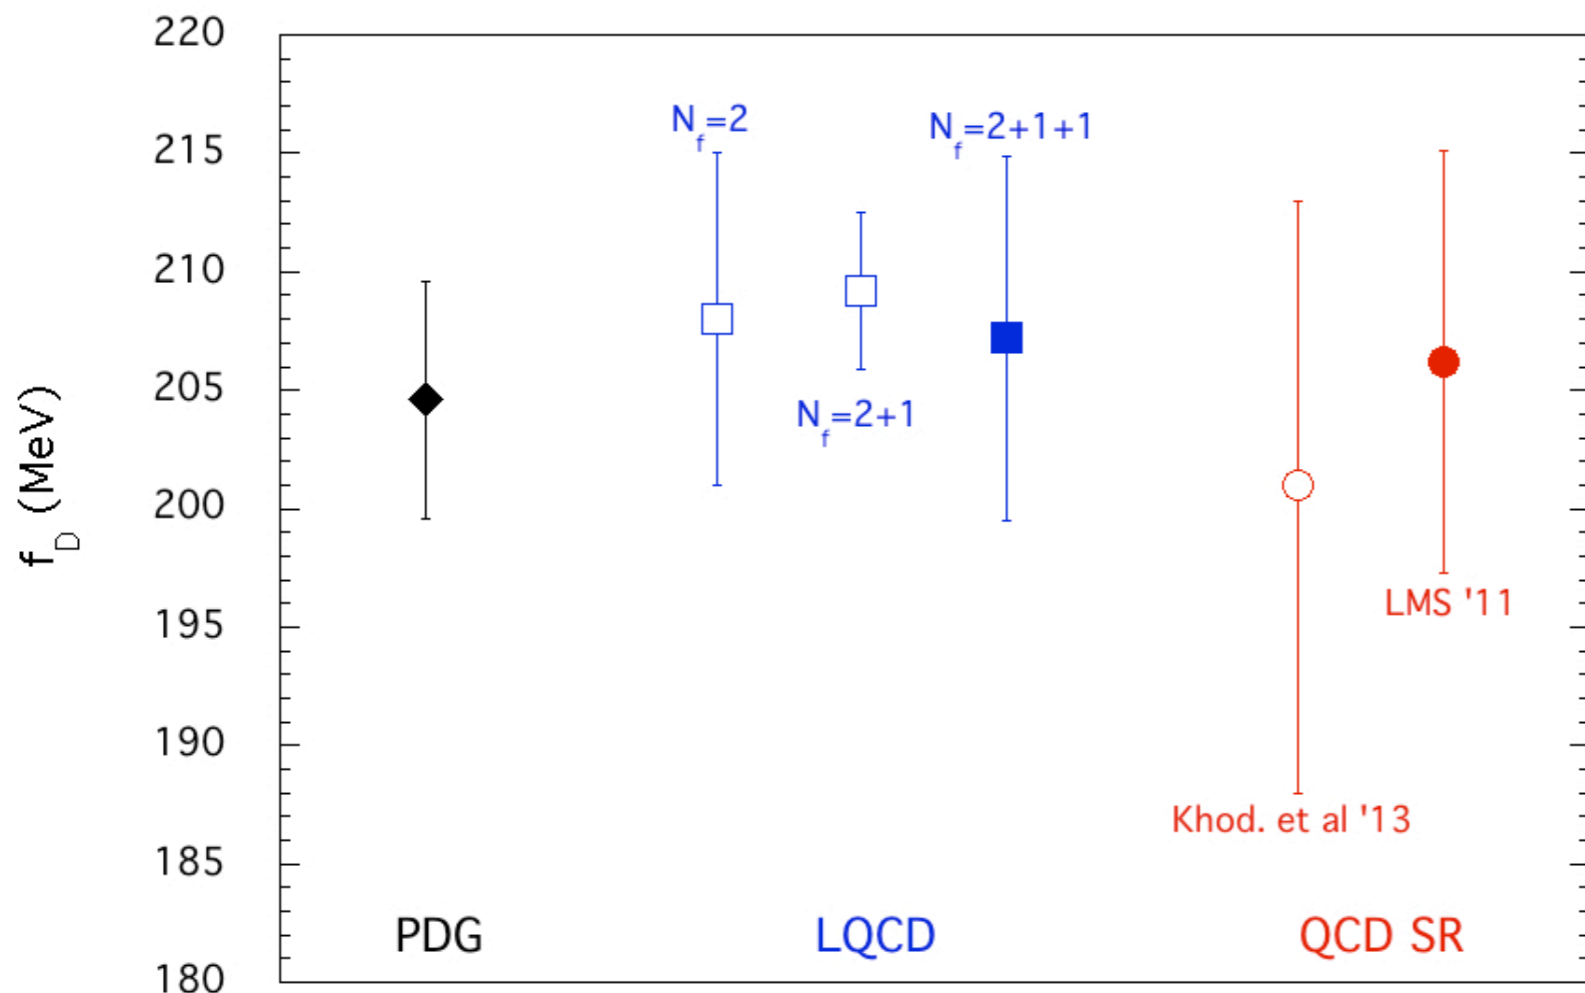 220
215
210
205
200
195
190
185
180
f_D (MeV)
N_f=2
N_f=2+1+1
N_f=2+1
LMS '11
Khod. et al '13
PDG
LQCD
QCD SR